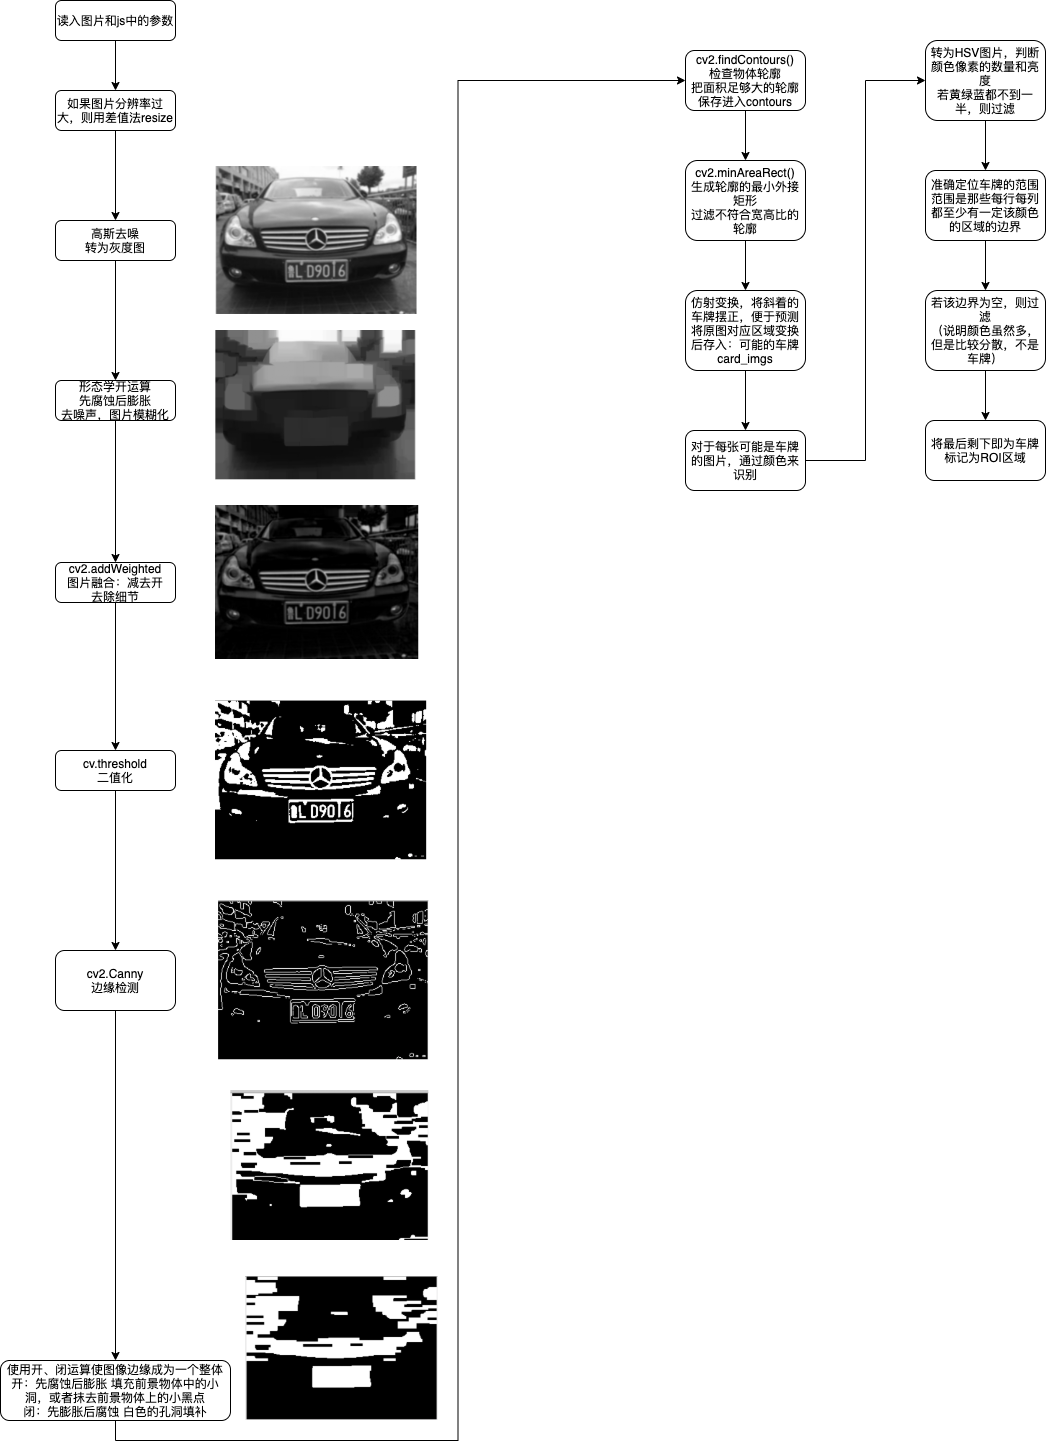 读入图片和js中的参数
如果图片分辨率过
大，则用差值法resize
高斯去噪
转为灰度图
形态学开运算
先腐蚀后膨胀
去噪声，图片模糊化
cv2.addWeighted
图片融合：减去开
去除细节
cv.threshold
二值化
cv2.Canny
边缘检测
使用开、闭运算使图像边缘成为一个整体
开：先腐蚀后膨胀 填充前景物体中的小
洞，或者抹去前景物体上的小黑点
闭：先膨胀后腐蚀 白色的孔洞填补
L D9016
L D9016
L D9016
cv2.findContours()
检查物体轮廓
把面积足够大的轮廓
保存进入contours
cv2.minAreaRect()
生成轮廓的最小外接
矩形
过滤不符合宽高比的
轮廓
仿射变换，将斜着的
车牌摆正，便于预测
将原图对应区域变换
后存入：可能的车牌
card_imgs
对于每张可能是车牌
的图片，通过颜色来
识别
转为HSV图片，判断
颜色像素的数量和亮
度
若黄绿蓝都不到一
半，则过滤
准确定位车牌的范围
范围是那些每行每列
都至少有一定该颜色
的区域的边界
若该边界为空，则过
滤
（说明颜色虽然多，
但是比较分散，不是
车牌）
将最后剩下即为车牌
标记为ROI区域